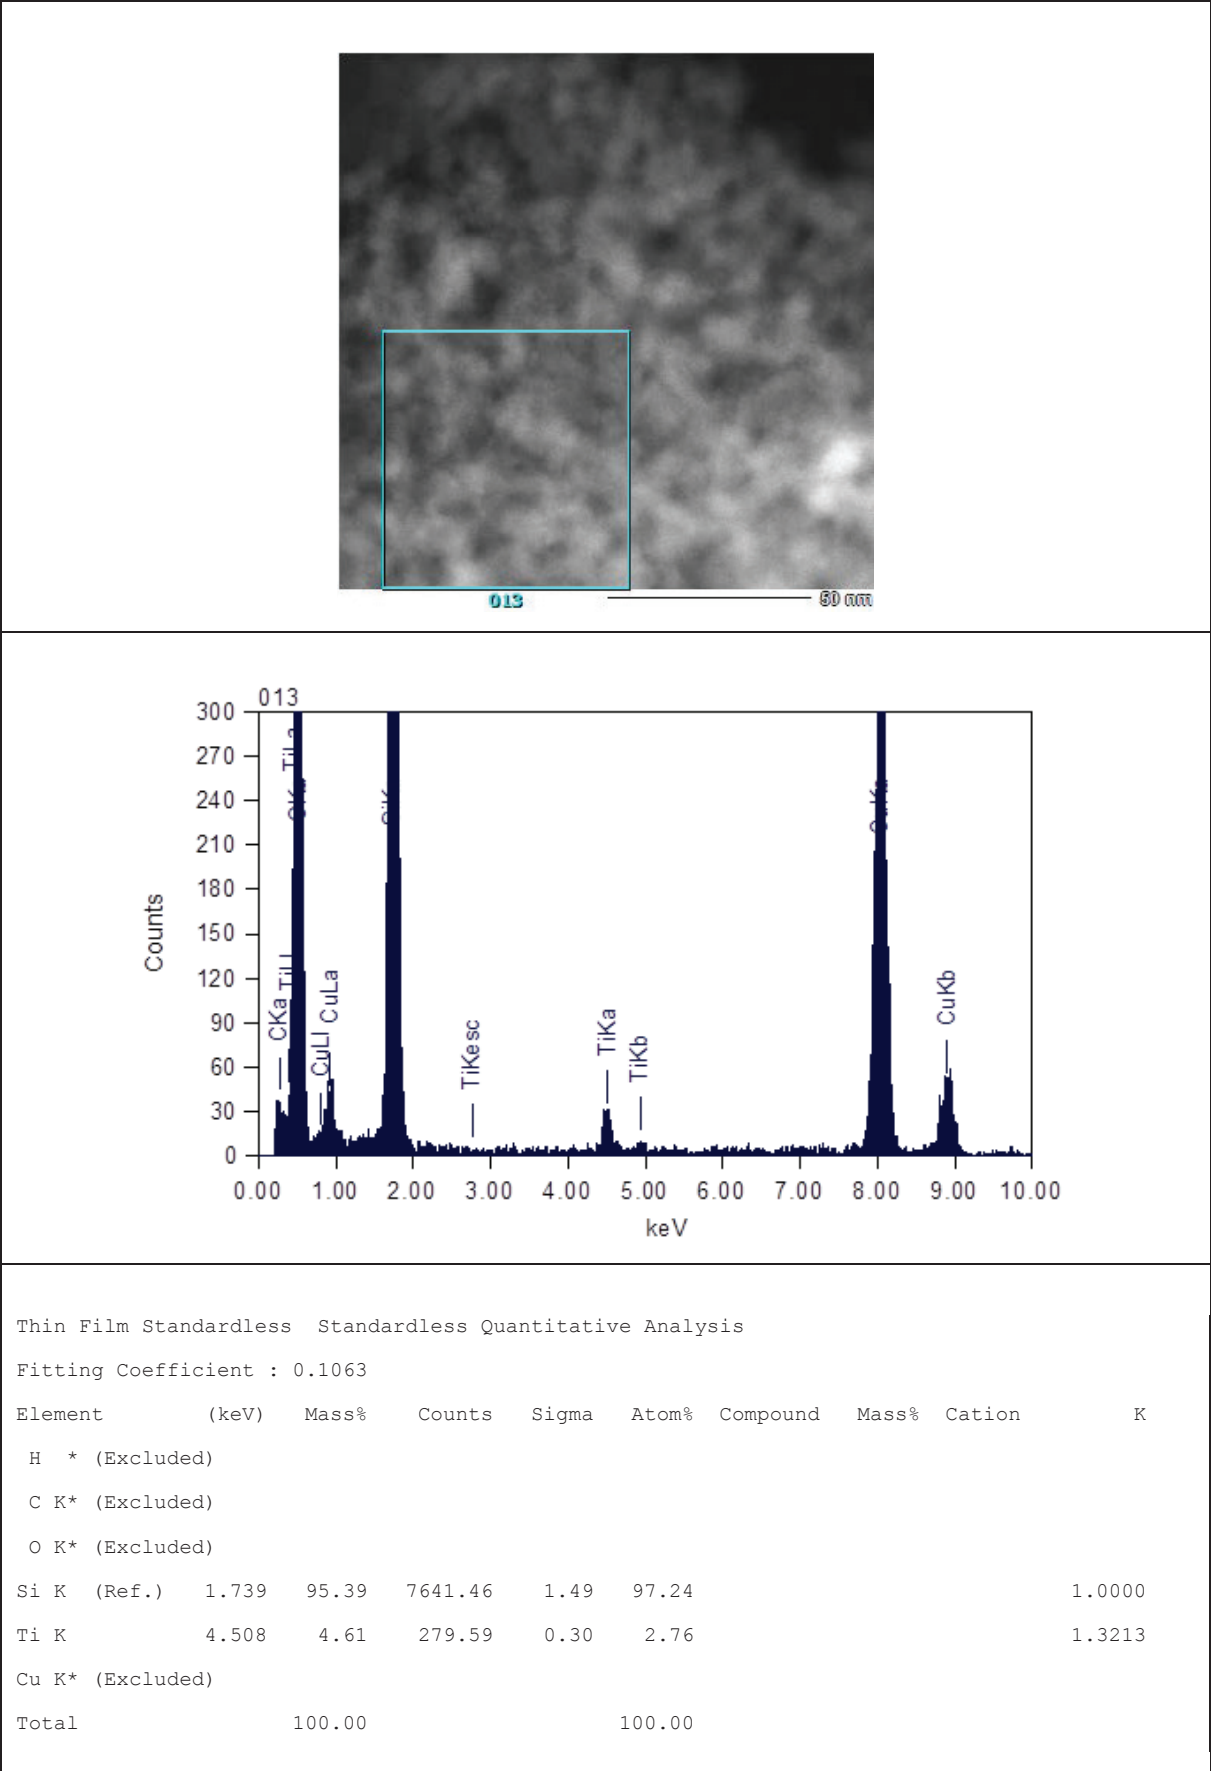 013
50 nm
013
300
270
240
210
180
150
120
90
60
30
0
Counts
CKa
CuLl
CuLa
TiKesc
TiKa
TiKb
CuKb
0.00 1.00 2.00 3.00 4.00 5.00 6.00 7.00 8.00 9.00 10.00
keV
Thin Film Standardless Standardless Quantitative Analysis
Fitting Coefficient : 0.1063
Element (keV) Mass% Counts Sigma Atom% Compound Mass% Cation K
H * (Excluded)
C K* (Excluded)
O K* (Excluded)
Si K (Ref.) 1.739 95.39 7641.46 1.49 97.24 1.0000
Ti K 4.508 4.61 279.59 0.30 2.76 1.3213
Cu K* (Excluded)
Total 100.00 100.00